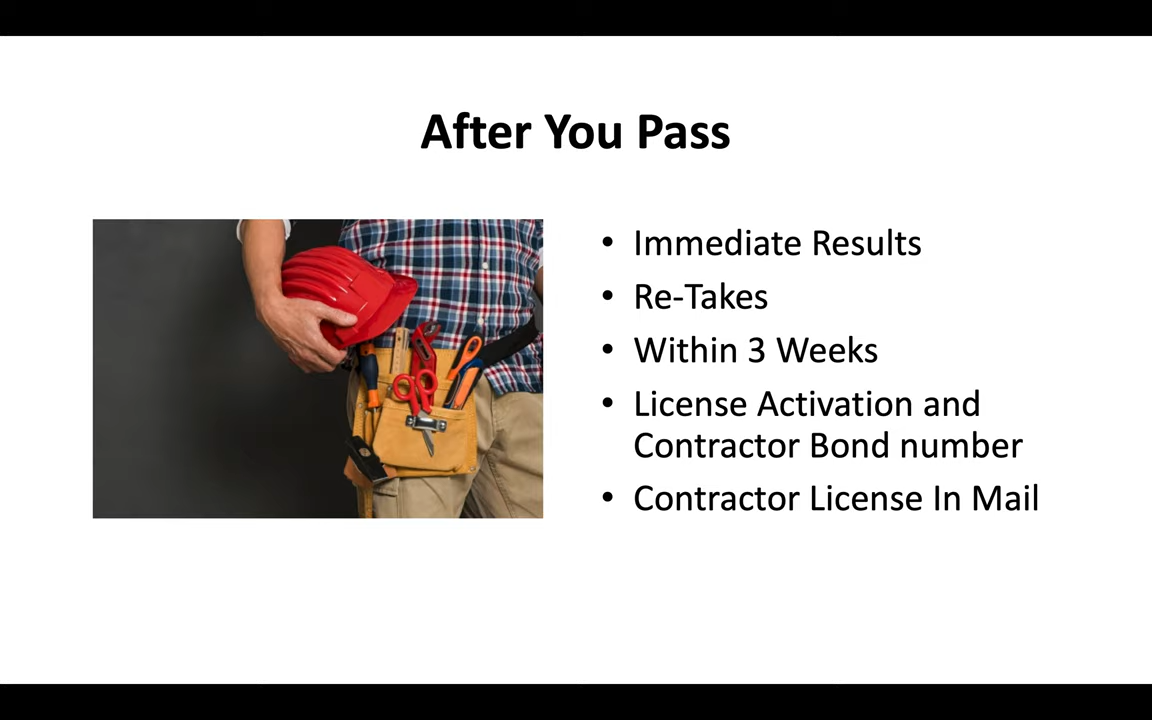 After You Pass
• Immediate Results
• Re-Takes
• Within 3 Weeks
• License Activation and
Contractor Bond number
• Contractor License In Mail